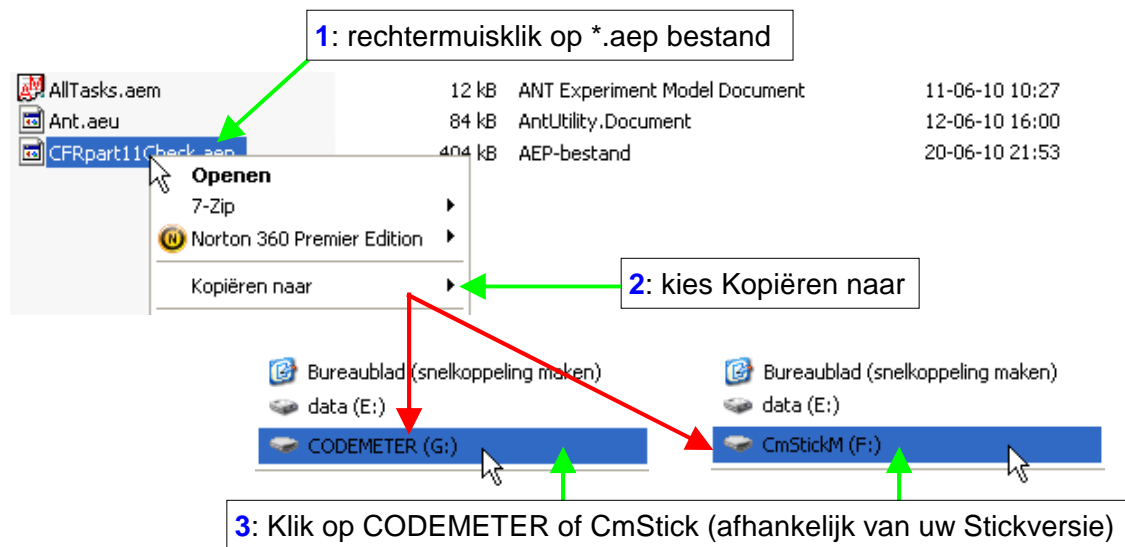 1: rechtermuisklik op *.aep bestand
AllTasks.aem 12 kB ANT Experiment Model Document 11-06-10 10:27
Ant.aeu 84 kB AntUtility.Document 12-06-10 16:00
CFRpart11Check.aep 404 kB AEP-bestand 20-06-10 21:53
Openen
7-Zip
Norton 360 Premier Edition
Kopiëren naar
2: kies Kopiëren naar
Bureaublad (snelkoppeling maken) Bureaublad (snelkoppeling maken)
data (E:) data (E:)
CODEMETER (G:) CmStickM (F:)
3: Klik op CODEMETER of CmStick (afhankelijk van uw Stickversie)